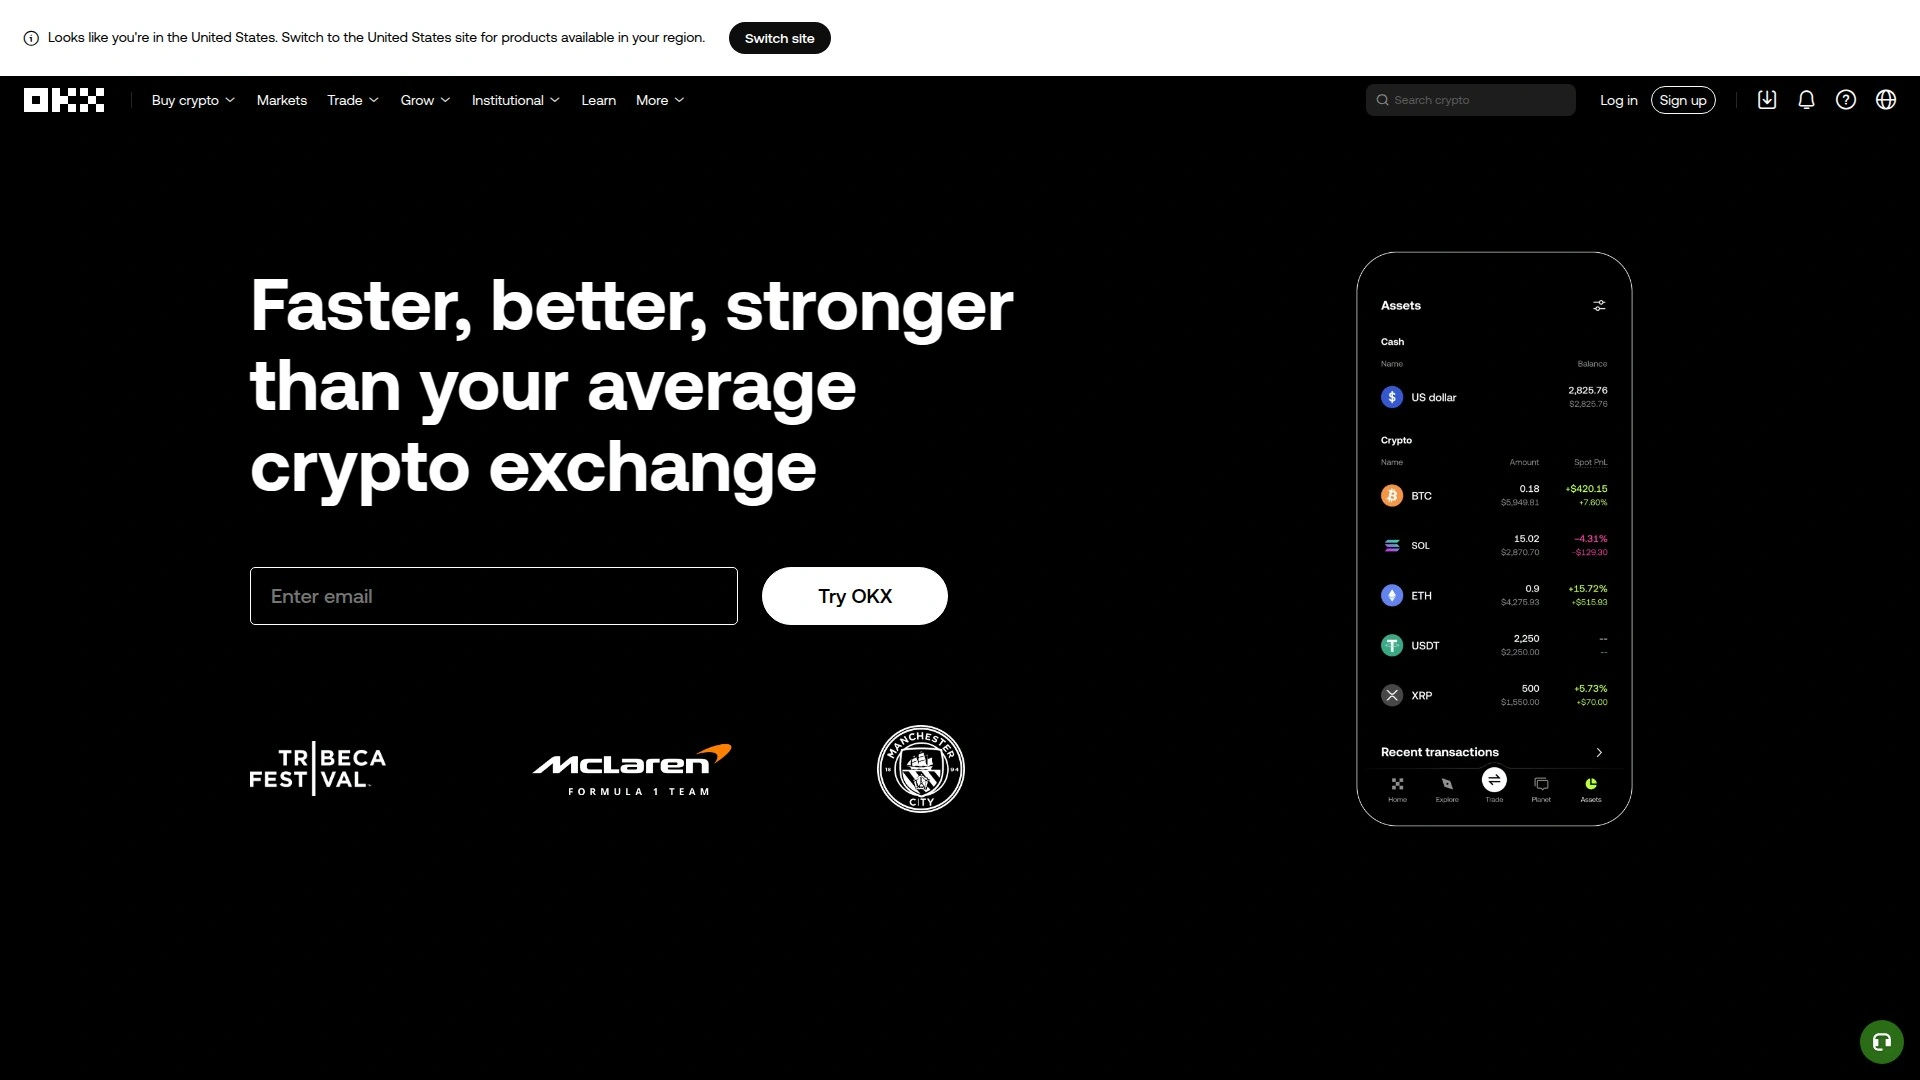 Looks like you're in the United States. Switch to the United States site for products available in your region.
Switch site
OKX
Buy crypto
Markets
Trade
Grow
Institutional
Learn
More
Search crypto
Log in
Sign up
Faster, better, stronger
than your average
crypto exchange
Enter email
Try OKX
TRIBECA
FESTIVAL
McLaren
FORMULA 1 TEAM
MANCHESTER
18 94
CITY
Assets
Cash
Name Balance
US dollar 2,825.76
$2,825.76
Crypto
Name Amount Spot PnL
BTC 0.18 +$420.15
$5,949.81 +7.60%
SOL 15.02 -4.31%
$2,870.70 -$129.30
ETH 0.9 +15.72%
$4,275.93 +$515.93
USDT 2,250 --
$2,250.00 --
XRP 500 +5.73%
$1,550.00 +$70.00
Recent transactions
Home Explore Trade Planet Assets